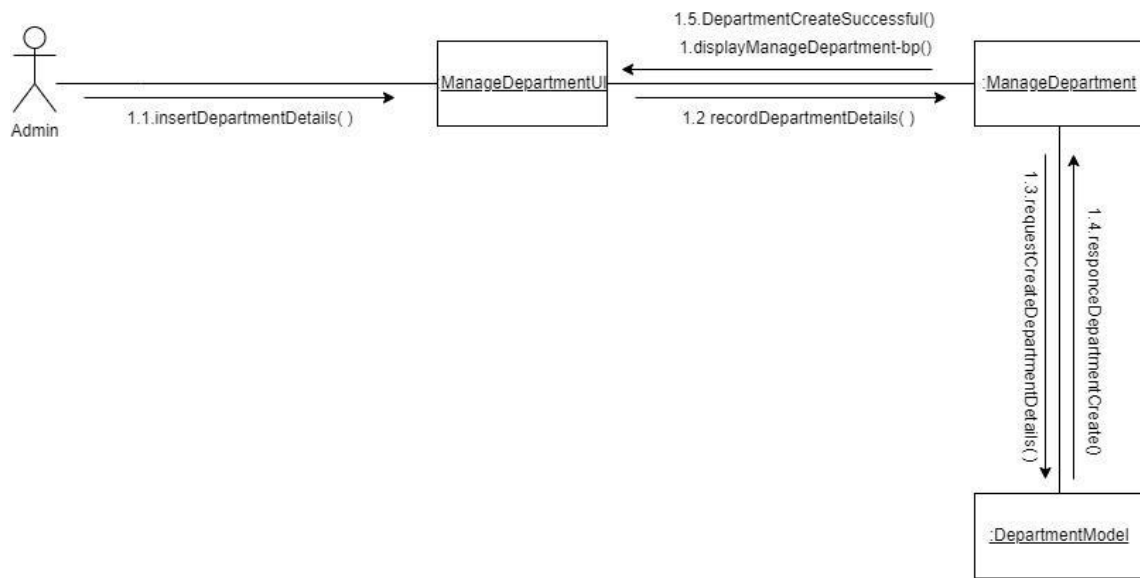 1.5.DepartmentCreateSuccessful()
1.displayManageDepartment-bp()
ManageDepartmentUI
:ManageDepartment
Admin
1.1.insertDepartmentDetails( )
1.2 recordDepartmentDetails( )
1.3.requestCreateDepartmentDetails( )
1.4.responceDepartmentCreate()
:DepartmentModel